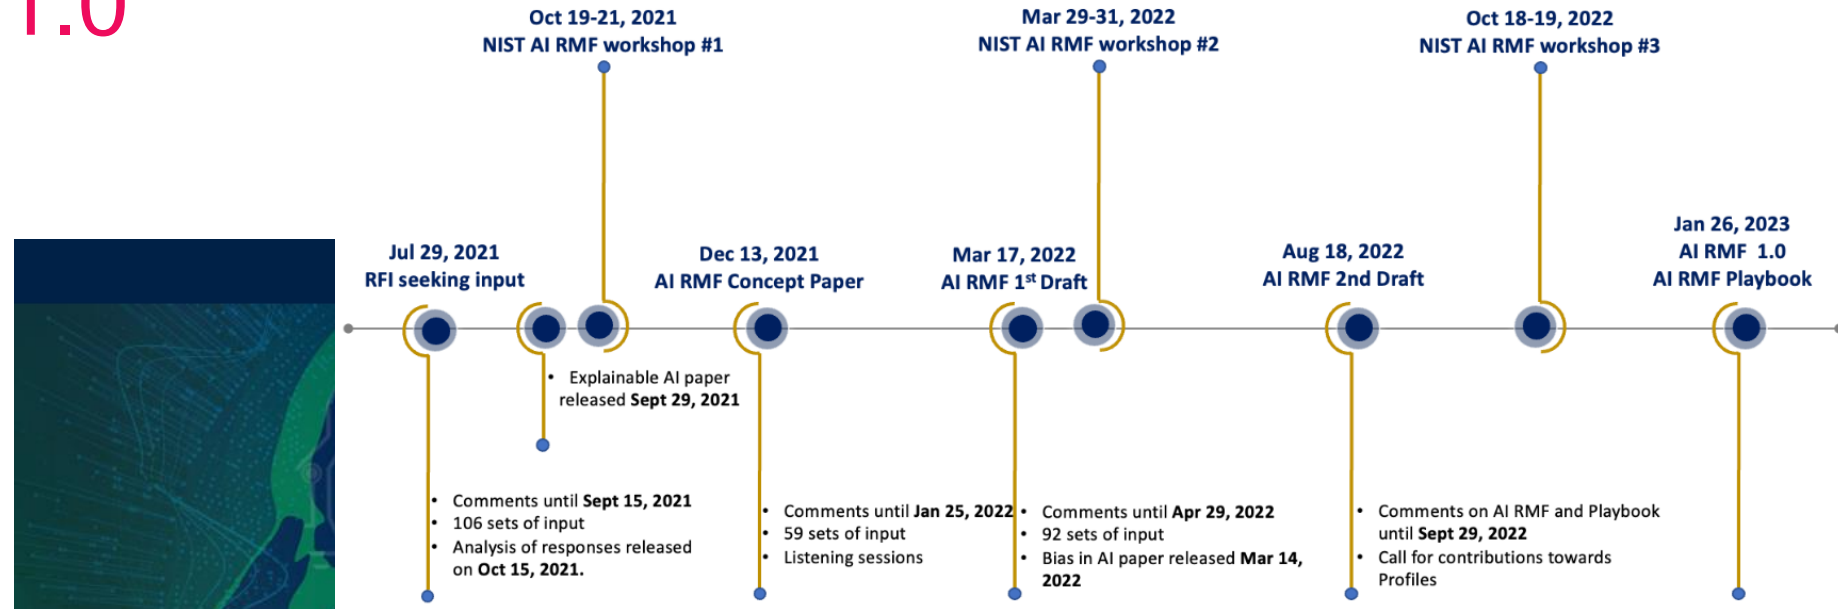 1.0
Oct 19-21, 2021
NIST AI RMF workshop #1
Mar 29-31, 2022
NIST AI RMF workshop #2
Oct 18-19, 2022
NIST AI RMF workshop #3
Jul 29, 2021
RFI seeking input
Dec 13, 2021
AI RMF Concept Paper
Mar 17, 2022
AI RMF 1st Draft
Aug 18, 2022
AI RMF 2nd Draft
Jan 26, 2023
AI RMF 1.0
AI RMF Playbook
• Explainable AI paper
released Sept 29, 2021
• Comments until Sept 15, 2021
• 106 sets of input
• Analysis of responses released
on Oct 15, 2021.
• Comments until Jan 25, 2022
• 59 sets of input
• Listening sessions
• Comments until Apr 29, 2022
• 92 sets of input
• Bias in AI paper released Mar 14,
2022
• Comments on AI RMF and Playbook
until Sept 29, 2022
• Call for contributions towards
Profiles